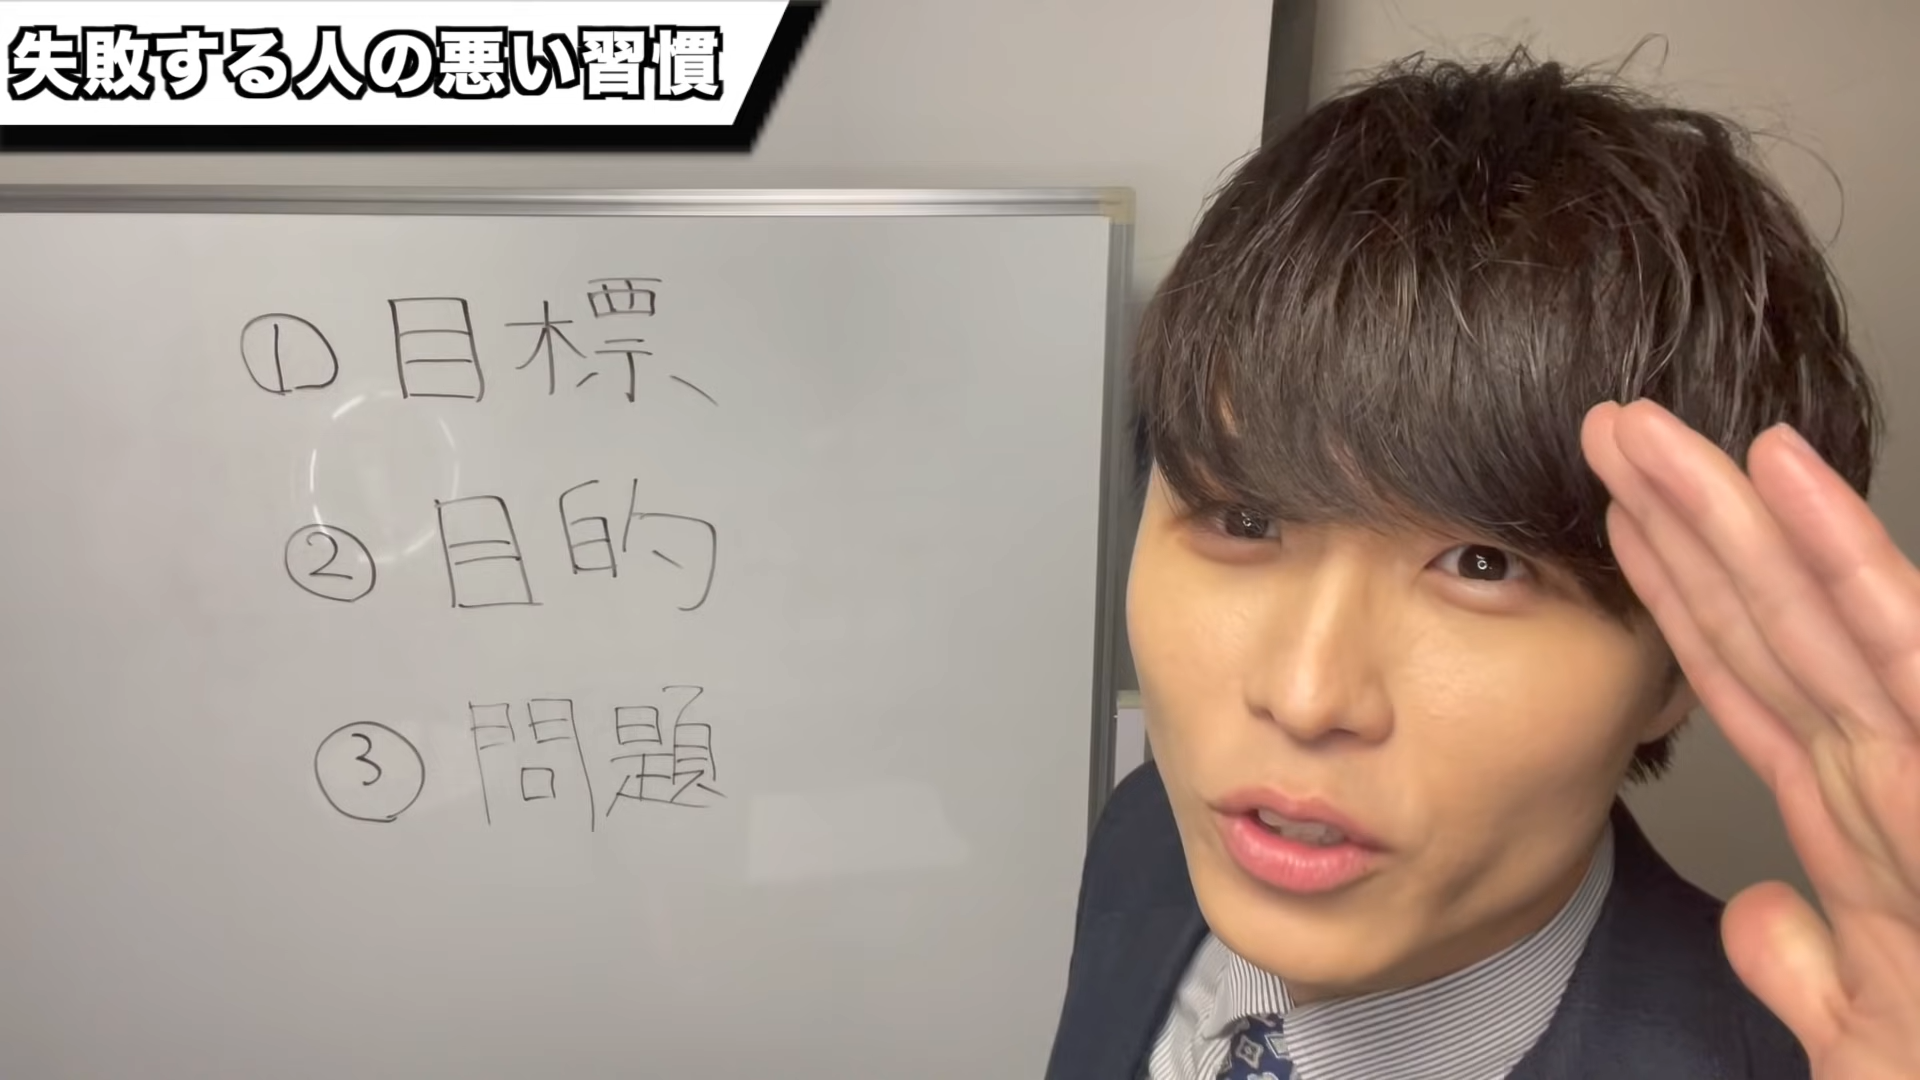 失敗する人の悪い習慣
① 目標
② 目的
③ 問題